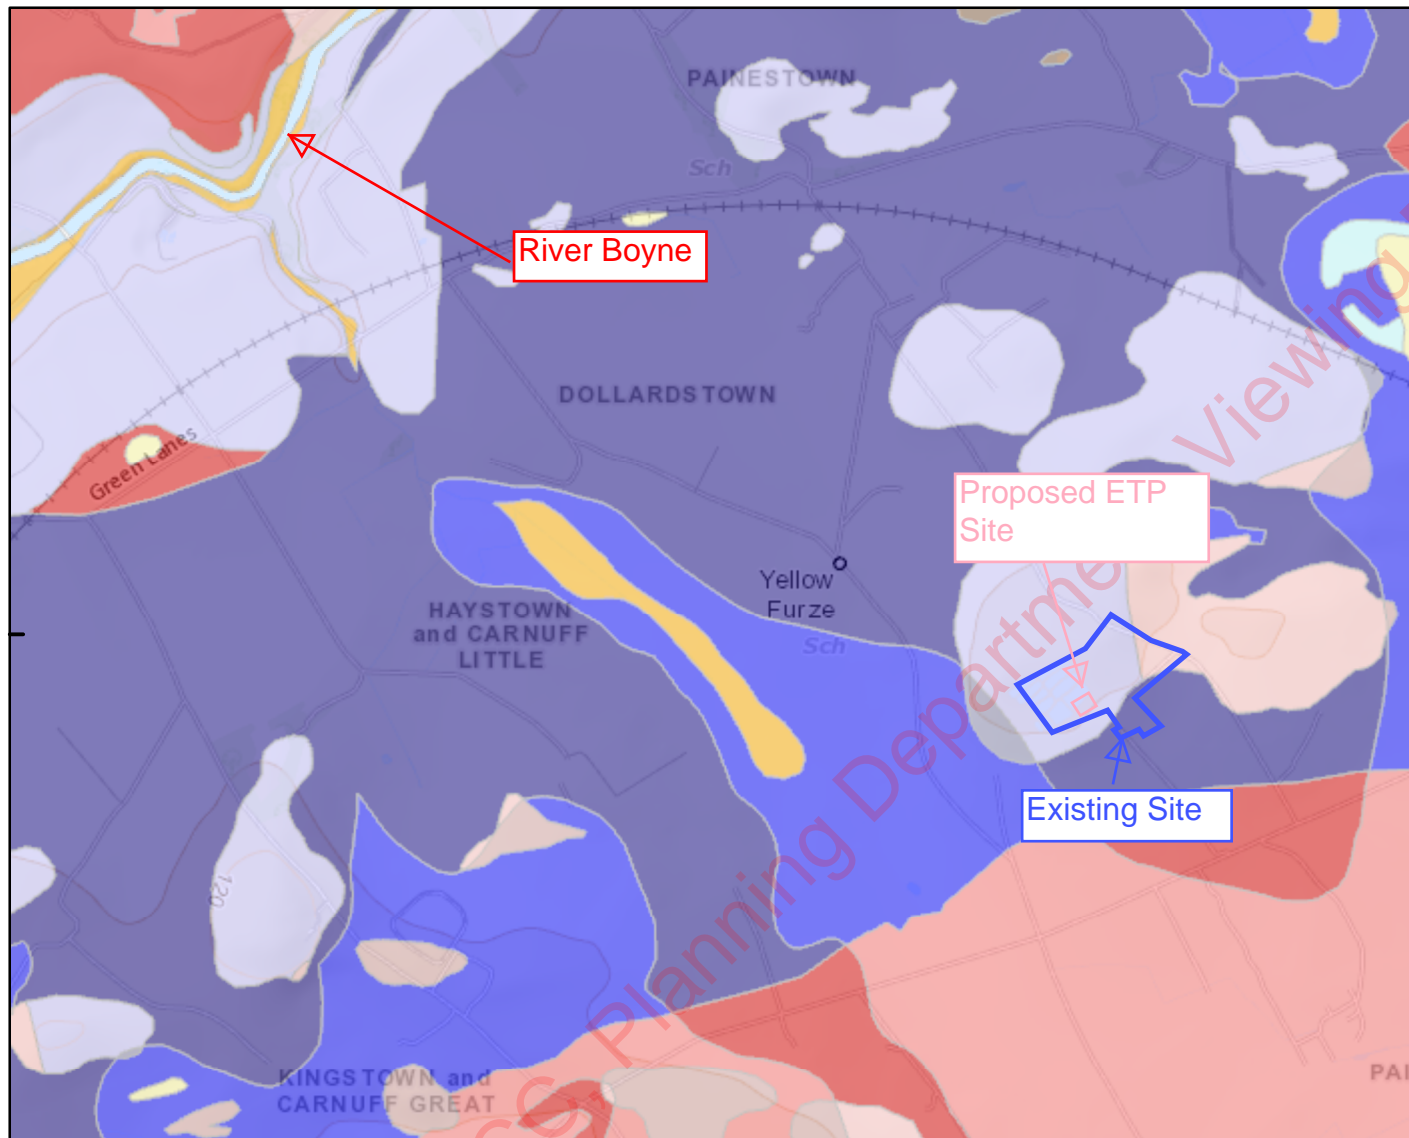 PAINESTOWN
Sch
River Boyne
DOLLARDSTOWN
Green Lanes
Proposed ETP
Site
Yellow
Furze
HAYSTOWN
and CARNUFF
LITTLE
Sch
Existing Site
120
KINGSTOWN and
CARNUFF GREAT
PAI
Planning Department Viewing